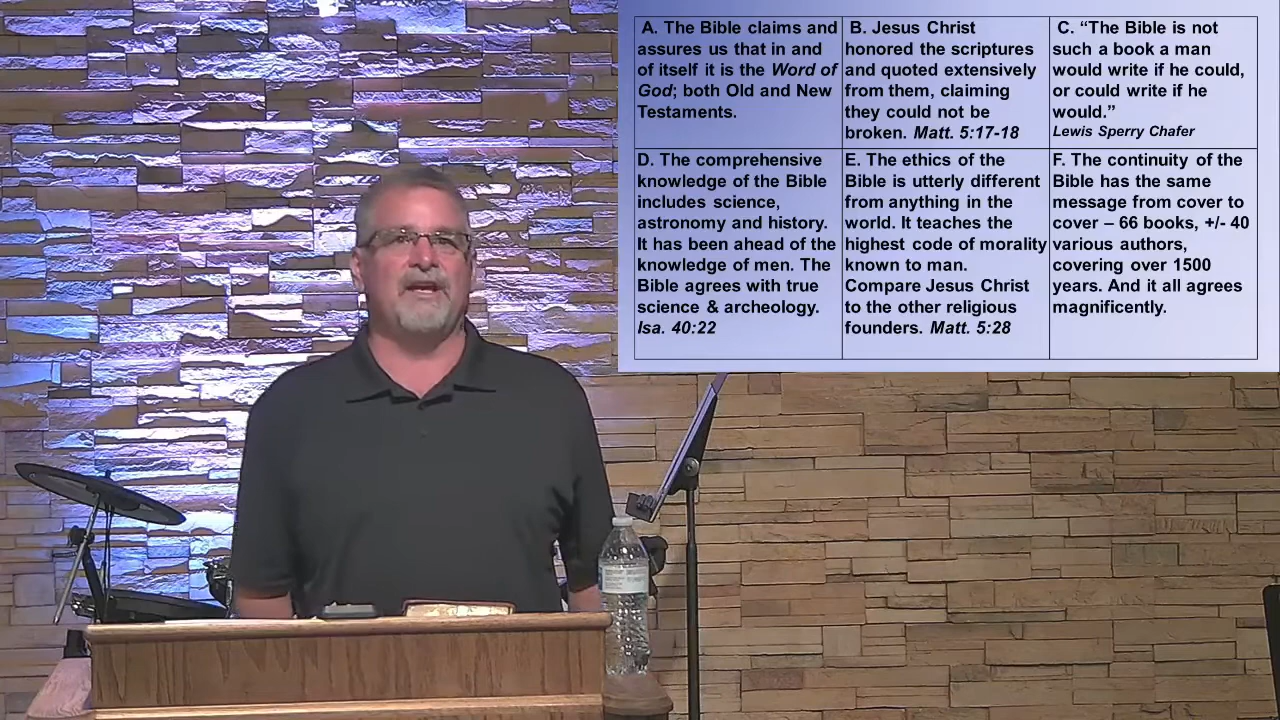 A. The Bible claims and
assures us that in and
of itself it is the Word of
God; both Old and New
Testaments.
B. Jesus Christ
honored the scriptures
and quoted extensively
from them, claiming
they could not be
broken. Matt. 5:17-18
C. “The Bible is not
such a book a man
would write if he could,
or could write if he
would.”
Lewis Sperry Chafer
D. The comprehensive
knowledge of the Bible
includes science,
astronomy and history.
It has been ahead of the
knowledge of men. The
Bible agrees with true
science & archeology.
Isa. 40:22
E. The ethics of the
Bible is utterly different
from anything in the
world. It teaches the
highest code of morality
known to man.
Compare Jesus Christ
to the other religious
founders. Matt. 5:28
F. The continuity of the
Bible has the same
message from cover to
cover – 66 books, +/- 40
various authors,
covering over 1500
years. And it all agrees
magnificently.